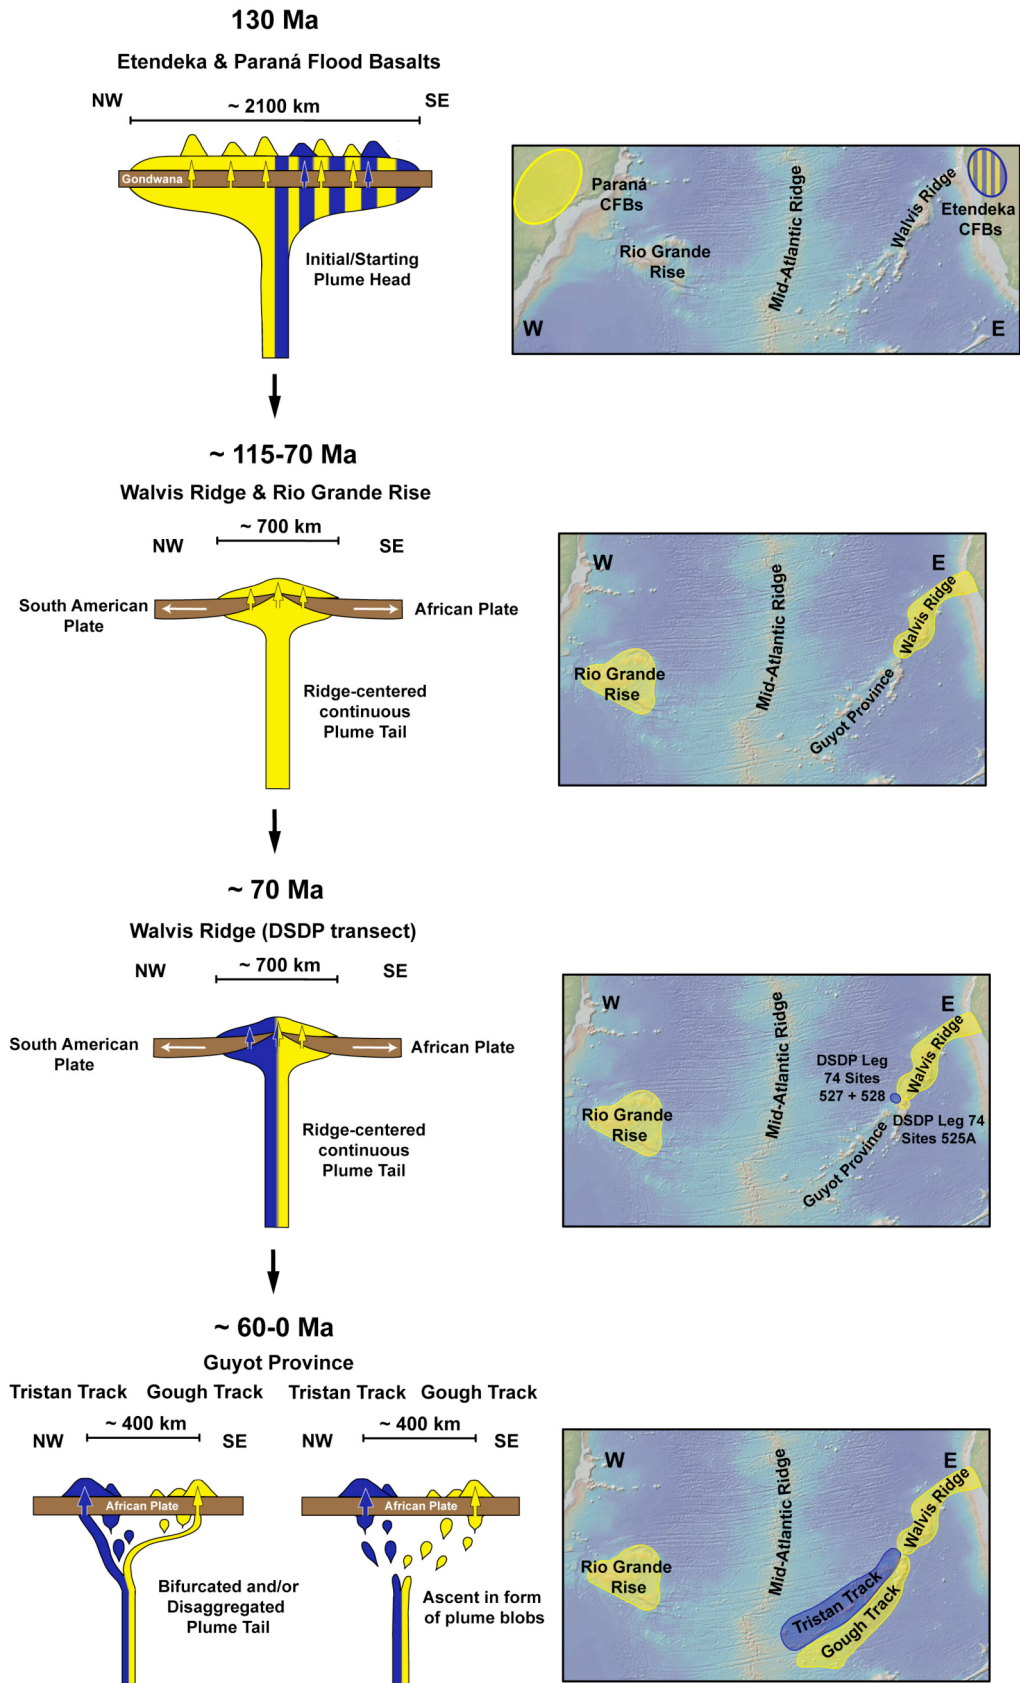 130 Ma
Etendeka & Paraná Flood Basalts
NW
~ 2100 km
SE
Gondwana
Initial/Starting
Plume Head
Paraná
CFBs
Rio Grande
Rise
Mid-Atlantic Ridge
Walvis Ridge
Etendeka
CFBs
W
E
~ 115-70 Ma
Walvis Ridge & Rio Grande Rise
~ 700 km
NW
SE
South American
Plate
African Plate
Ridge-centered
continuous
Plume Tail
W
E
Rio Grande
Rise
Mid-Atlantic Ridge
Walvis Ridge
Guyot Province
~ 70 Ma
Walvis Ridge (DSDP transect)
NW
~ 700 km
SE
South American
Plate
African Plate
Ridge-centered
continuous
Plume Tail
W
E
Rio Grande
Rise
Mid-Atlantic Ridge
Walvis Ridge
DSDP Leg
74 Sites
527 + 528
DSDP Leg 74
Sites 525A
Guyot Province
~ 60-0 Ma
Guyot Province
Tristan Track
Gough Track
Tristan Track
Gough Track
NW
~ 400 km
SE
NW
~ 400 km
SE
African Plate
African Plate
Bifurcated and/or
Disaggregated
Plume Tail
Ascent in form
of plume blobs
W
E
Rio Grande
Rise
Mid-Atlantic Ridge
Walvis Ridge
Tristan Track
Gough Track